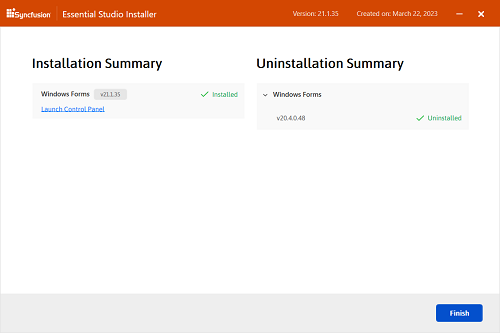 Syncfusion Essential Studio Installer Version: 21.1.35 Created on: March 22, 2023
Installation Summary
Windows Forms v21.1.35 Installed
Launch Control Panel
Uninstallation Summary
Windows Forms
v20.4.0.48 Uninstalled
Finish